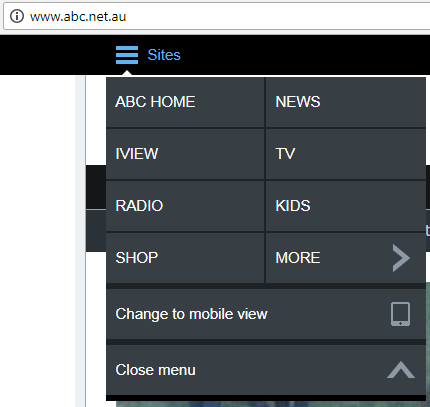 www.abc.net.au
Sites
ABC HOME NEWS
IVIEW TV
RADIO KIDS
SHOP MORE
Change to mobile view
Close menu